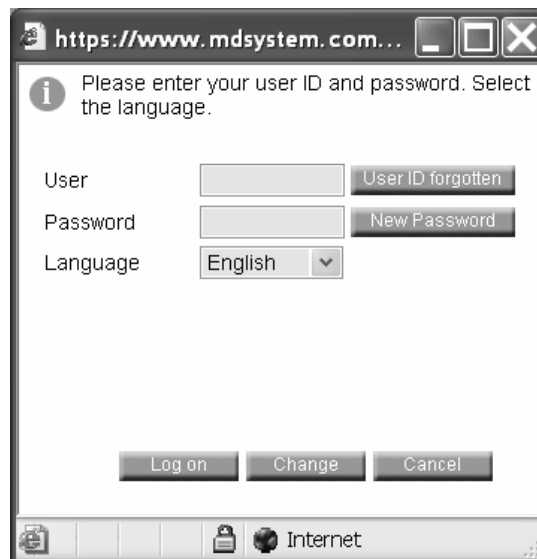 https://www.mdsystem.com...
Please enter your user ID and password. Select
the language.
User
User ID forgotten
Password
New Password
Language
English
Log on
Change
Cancel
Internet